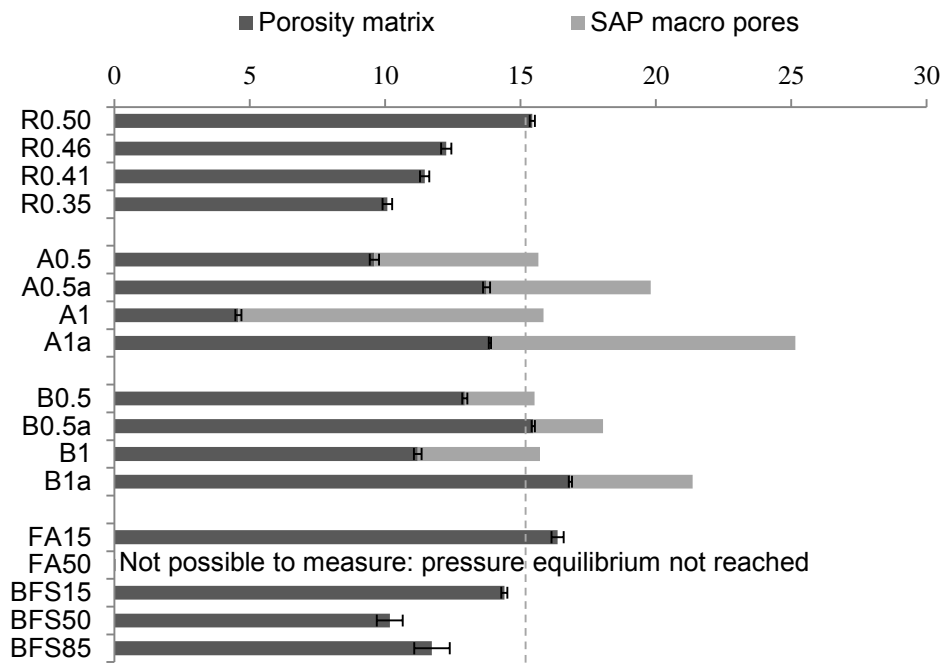 Porosity matrix SAP macro pores
0 5 10 15 20 25 30
R0.50
R0.46
R0.41
R0.35
A0.5
A0.5a
A1
A1a
B0.5
B0.5a
B1
B1a
FA15
FA50 Not possible to measure: pressure equilibrium not reached
BFS15
BFS50
BFS85